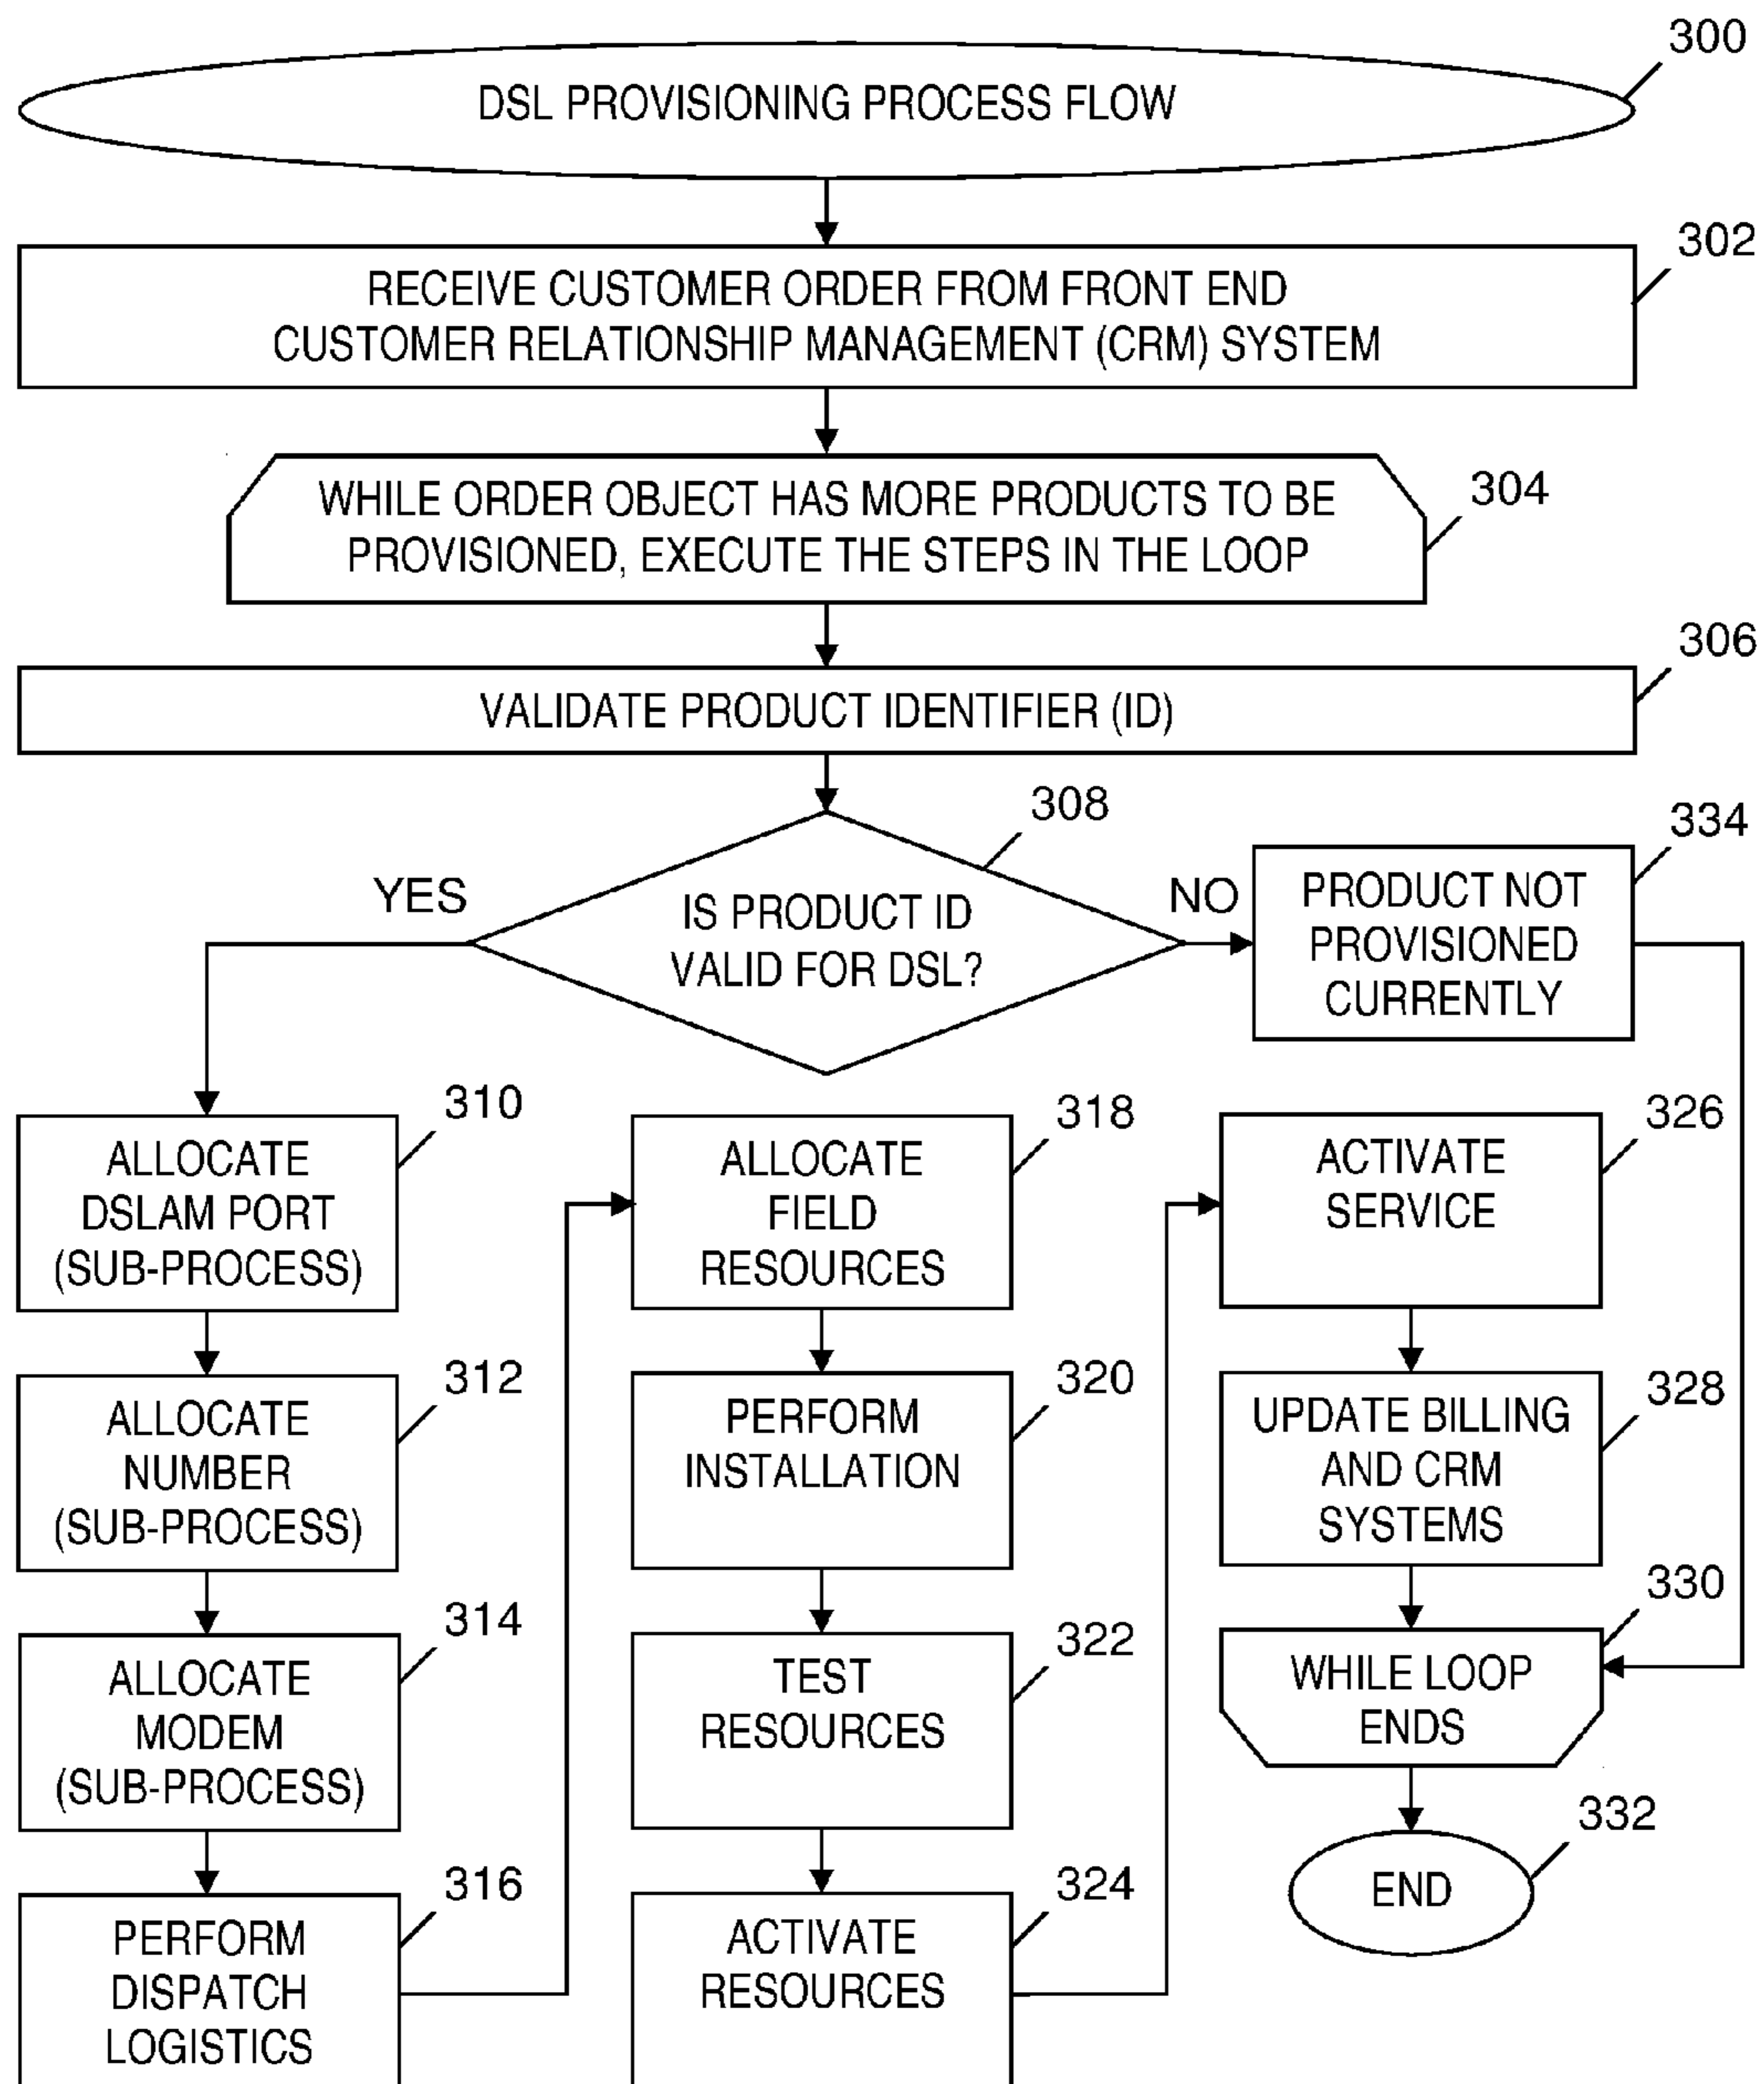 300
DSL PROVISIONING PROCESS FLOW
302
RECEIVE CUSTOMER ORDER FROM FRONT END
CUSTOMER RELATIONSHIP MANAGEMENT (CRM) SYSTEM
304
WHILE ORDER OBJECT HAS MORE PRODUCTS TO BE
PROVISIONED, EXECUTE THE STEPS IN THE LOOP
306
VALIDATE PRODUCT IDENTIFIER (ID)
308
IS PRODUCT ID
VALID FOR DSL?
YES
NO
334
PRODUCT NOT
PROVISIONED
CURRENTLY
310
ALLOCATE
DSLAM PORT
(SUB-PROCESS)
312
ALLOCATE
NUMBER
(SUB-PROCESS)
314
ALLOCATE
MODEM
(SUB-PROCESS)
316
PERFORM
DISPATCH
LOGISTICS
318
ALLOCATE
FIELD
RESOURCES
320
PERFORM
INSTALLATION
322
TEST
RESOURCES
324
ACTIVATE
RESOURCES
326
ACTIVATE
SERVICE
328
UPDATE BILLING
AND CRM
SYSTEMS
330
WHILE LOOP
ENDS
332
END